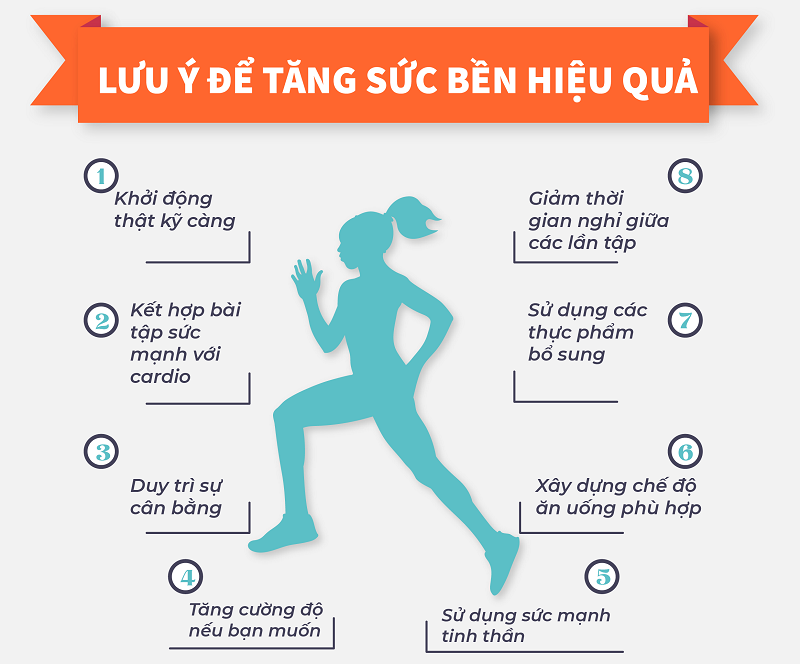 LƯU Ý ĐỂ TĂNG SỨC BỀN HIỆU QUẢ
1
Khởi động
thật kỹ càng
2
Kết hợp bài
tập sức
mạnh với
cardio
3
Duy trì sự
cân bằng
4
Tăng cường độ
nếu bạn muốn
5
Sử dụng sức mạnh
tinh thần
6
Xây dựng chế độ
ăn uống phù hợp
7
Sử dụng các
thực phẩm
bổ sung
8
Giảm thời
gian nghỉ giữa
các lần tập